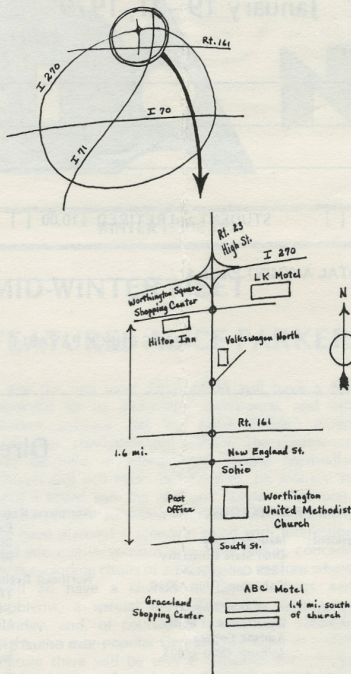 Rt. 161
I 270
I 70
I 71
Rt. 23
High St.
I 270
LK Motel
Worthington Square
Shopping Center
Hilton Inn
Volkswagen North
N
Rt. 161
1.6 mi.
New England St.
Sohio
Post
Office
Worthington
United Methodist
Church
South St.
ABC Motel
Graceland
Shopping Center
1.4 mi. south
of church